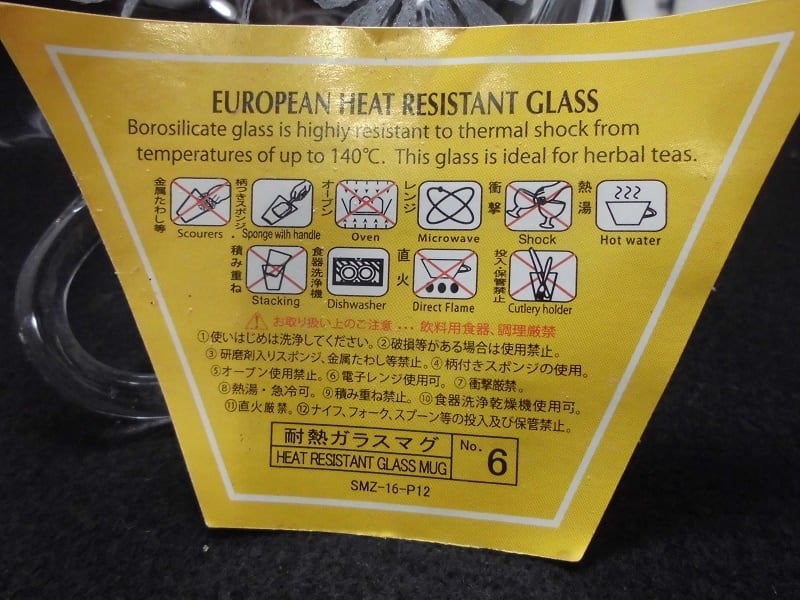 EUROPEAN HEAT RESISTANT GLASS
Borosilicate glass is highly resistant to thermal shock from
temperatures of up to 140℃. This glass is ideal for herbal teas.
金属たわし等
Scourers
柄つきスポンジ
Sponge with handle
オーブン
Oven
レンジ
Microwave
衝撃
Shock
熱湯
Hot water
積み重ね
Stacking
食器洗浄機
Dishwasher
直火
Direct Flame
投入・保管禁止
Cutlery holder
お取り扱い上のご注意 … 飲料用食器、調理厳禁
①使いはじめは洗浄してください。②破損等がある場合は使用禁止。
③研磨剤入りスポンジ、金属たわし等禁止。④柄付きスポンジの使用。
⑤オーブン使用禁止。⑥電子レンジ使用可。⑦衝撃厳禁。
⑧熱湯・急冷可。⑨積み重ね禁止。⑩食器洗浄乾燥機使用可。
⑪直火厳禁。⑫ナイフ、フォーク、スプーン等の投入及び保管禁止。
耐熱ガラスマグ
HEAT RESISTANT GLASS MUG
No. 6
SMZ-16-P12